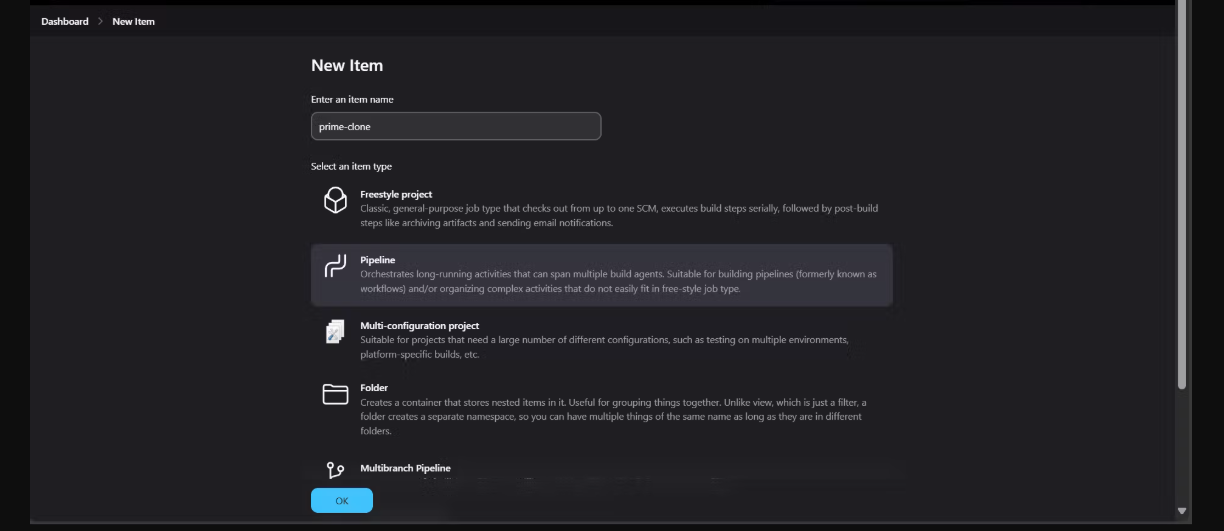 Dashboard > New Item
New Item
Enter an item name
prime-clone
Select an item type
Freestyle project
Classic, general-purpose job type that checks out from up to one SCM, executes build steps serially, followed by post-build
steps like archiving artifacts and sending email notifications.
Pipeline
Orchestrates long-running activities that can span multiple build agents. Suitable for building pipelines (formerly known as
workflows) and/or organizing complex activities that do not easily fit in free-style job type.
Multi-configuration project
Suitable for projects that need a large number of different configurations, such as testing on multiple environments,
platform-specific builds, etc.
Folder
Creates a container that stores nested items in it. Useful for grouping things together. Unlike view, which is just a filter, a
folder creates a separate namespace, so you can have multiple things of the same name as long as they are in different
folders.
Multibranch Pipeline
OK